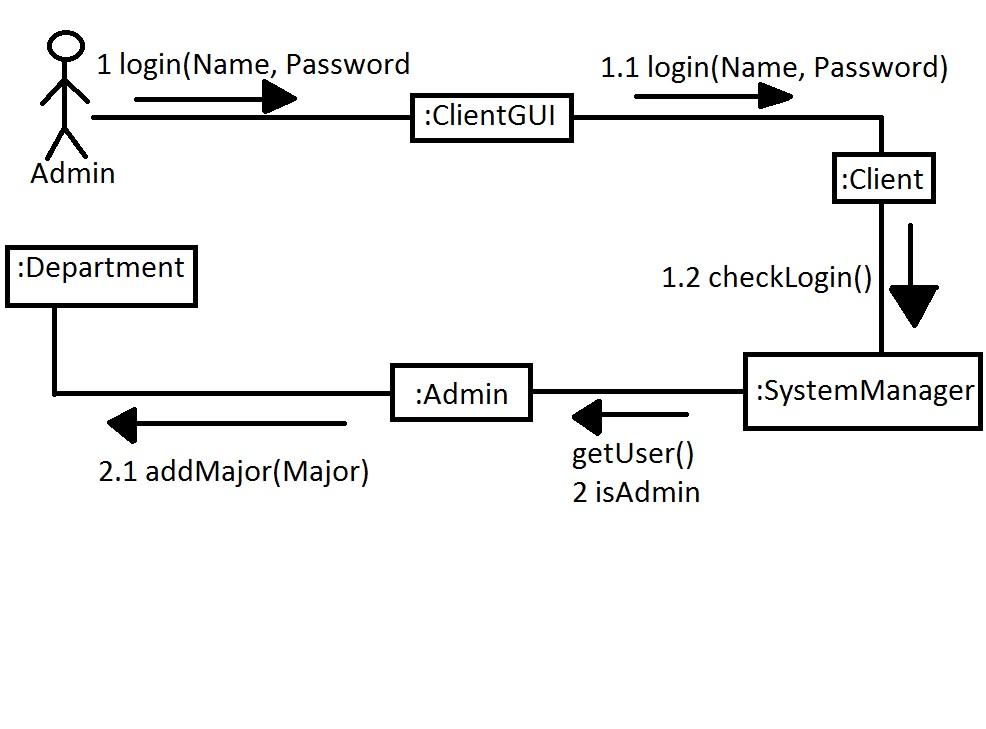 1 login(Name, Password
1.1 login(Name, Password)
:ClientGUI
Admin
:Client
:Department
1.2 checkLogin()
:Admin
:SystemManager
2.1 addMajor(Major)
getUser()
2 isAdmin